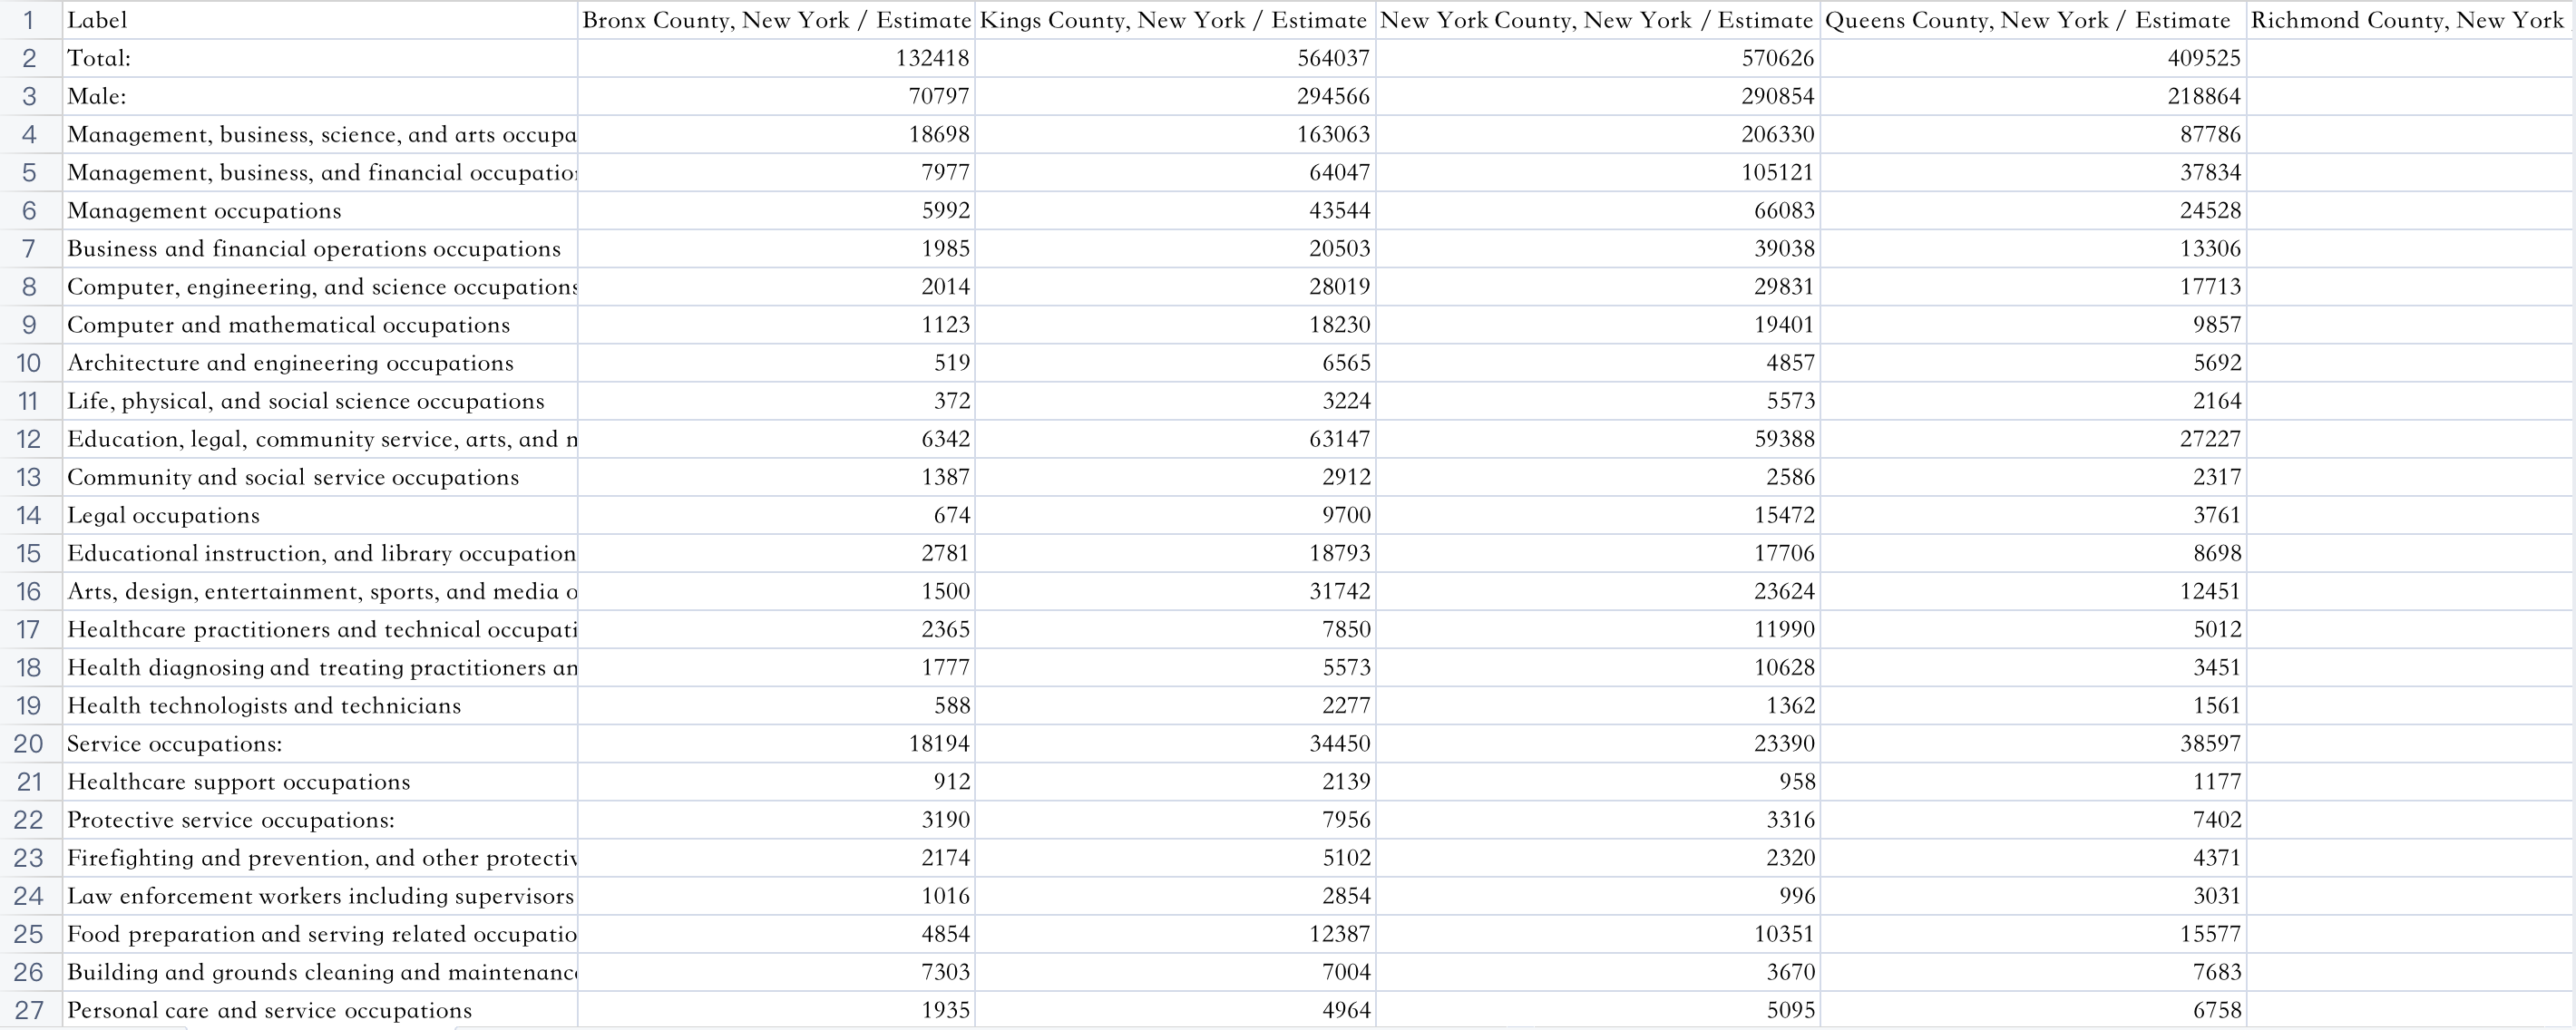 1 Label Bronx County, New York / Estimate Kings County, New York / Estimate New York County, New York / Estimate Queens County, New York / Estimate Richmond County, New York
2 Total: 132418 564037 570626 409525
3 Male: 70797 294566 290854 218864
4 Management, business, science, and arts occupa 18698 163063 206330 87786
5 Management, business, and financial occupatio 7977 64047 105121 37834
6 Management occupations 5992 43544 66083 24528
7 Business and financial operations occupations 1985 20503 39038 13306
8 Computer, engineering, and science occupations 2014 28019 29831 17713
9 Computer and mathematical occupations 1123 18230 19401 9857
10 Architecture and engineering occupations 519 6565 4857 5692
11 Life, physical, and social science occupations 372 3224 5573 2164
12 Education, legal, community service, arts, and m 6342 63147 59388 27227
13 Community and social service occupations 1387 2912 2586 2317
14 Legal occupations 674 9700 15472 3761
15 Educational instruction, and library occupation 2781 18793 17706 8698
16 Arts, design, entertainment, sports, and media o 1500 31742 23624 12451
17 Healthcare practitioners and technical occupati 2365 7850 11990 5012
18 Health diagnosing and treating practitioners an 1777 5573 10628 3451
19 Health technologists and technicians 588 2277 1362 1561
20 Service occupations: 18194 34450 23390 38597
21 Healthcare support occupations 912 2139 958 1177
22 Protective service occupations: 3190 7956 3316 7402
23 Firefighting and prevention, and other protectiv 2174 5102 2320 4371
24 Law enforcement workers including supervisors 1016 2854 996 3031
25 Food preparation and serving related occupatio 4854 12387 10351 15577
26 Building and grounds cleaning and maintenanc 7303 7004 3670 7683
27 Personal care and service occupations 1935 4964 5095 6758